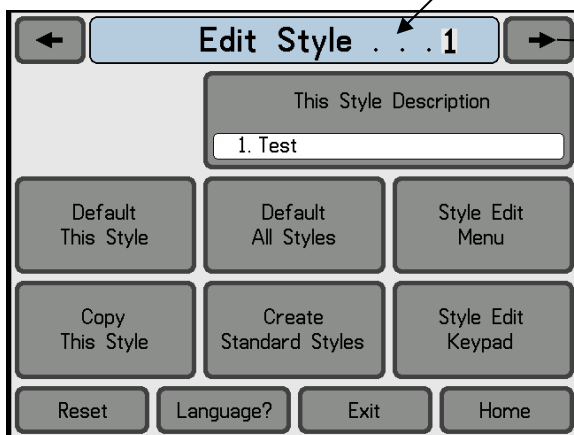 Edit Style . . . 1
This Style Description
1. Test
Default
This Style
Default
All Styles
Style Edit
Menu
Copy
This Style
Create
Standard Styles
Style Edit
Keypad
Reset
Language?
Exit
Home